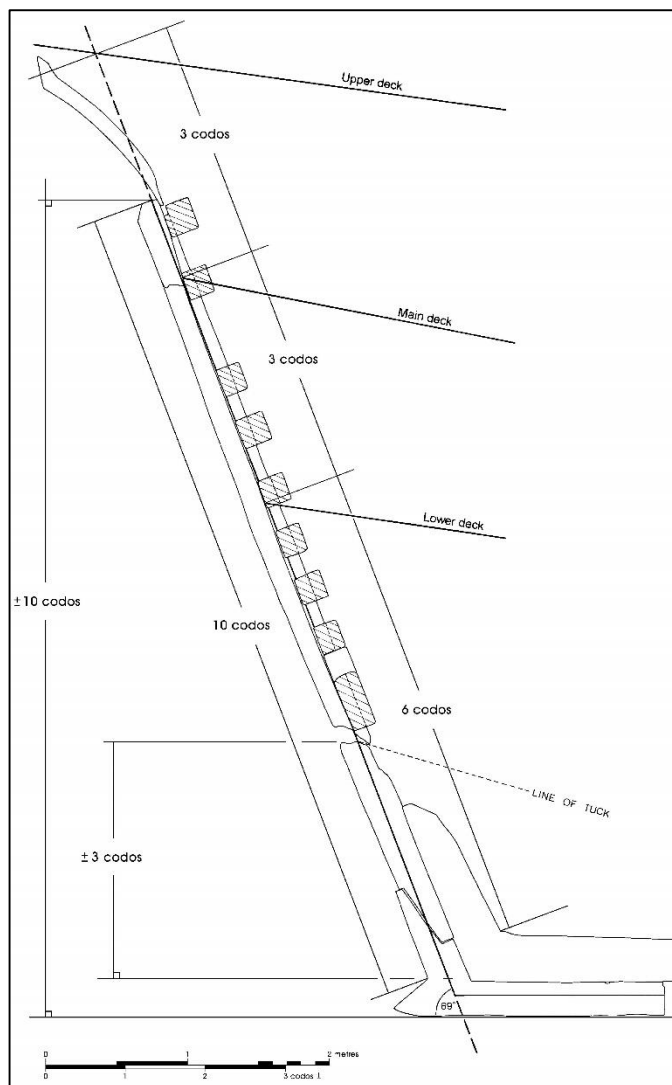 Upper deck
3 codos
Main deck
3 codos
Lower deck
±10 codos
10 codos
6 codos
LINE OF TUCK
±3 codos
69°
0 1 2 metres
0 1 2 3 codos